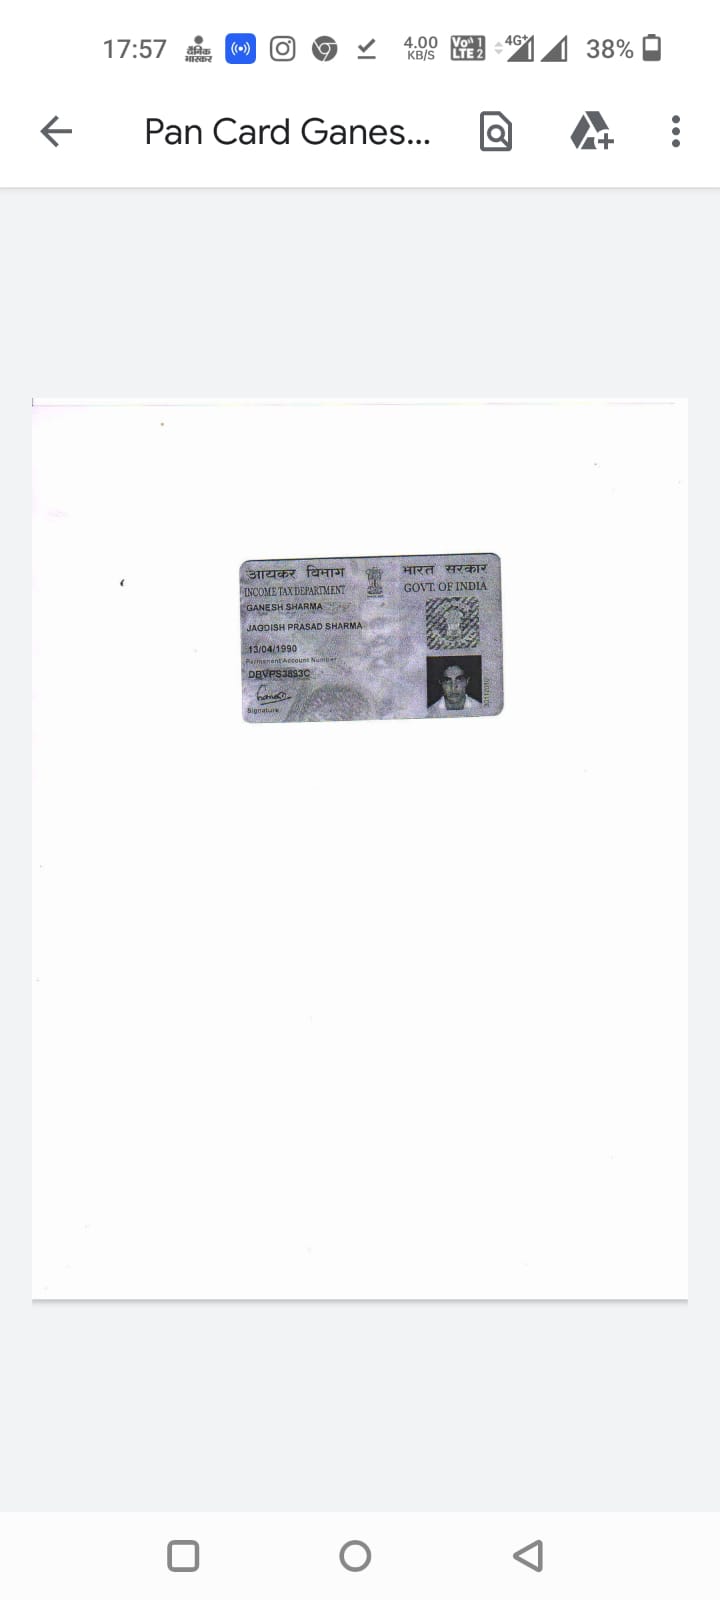 17:57
दैनिक
भास्कर
4.00
KB/S
Vo 1
LTE 2
4G+
38%
Pan Card Ganes...
आयकर विभाग
भारत सरकार
INCOME TAX DEPARTMENT
GOVT. OF INDIA
GANESH SHARMA
JAGDISH PRASAD SHARMA
13/04/1990
Permanent Account Number
Signature